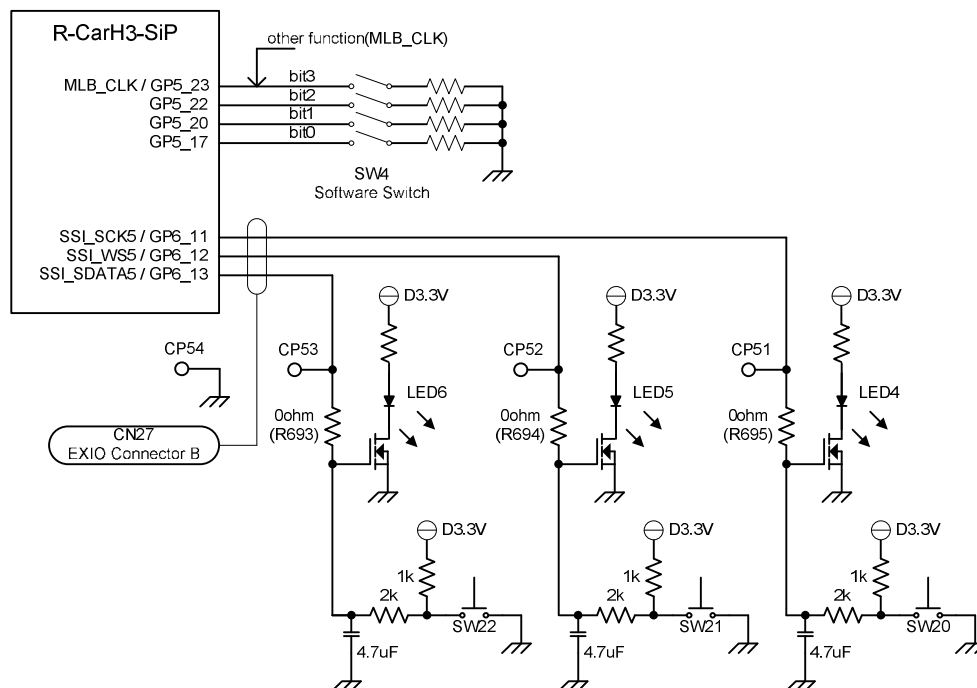 R-CarH3-SiP
other function(MLB_CLK)
MLB_CLK / GP5_23
bit3
GP5_22
bit2
GP5_20
bit1
GP5_17
bit0
SW4
Software Switch
SSI_SCK5 / GP6_11
SSI_WS5 / GP6_12
SSI_SDATA5 / GP6_13
D3.3V
D3.3V
D3.3V
CP54
CP53
CP52
CP51
LED6
LED5
LED4
0ohm
(R693)
0ohm
(R694)
0ohm
(R695)
CN27
EXIO Connector B
D3.3V
D3.3V
D3.3V
1k
1k
1k
2k
2k
2k
SW22
SW21
SW20
4.7uF
4.7uF
4.7uF